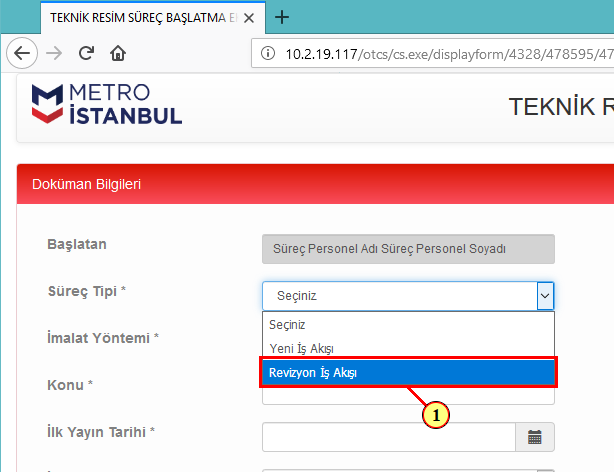 TEKNİK RESİM SÜREÇ BAŞLATMA
10.2.19.117/otcs/cs.exe/displayform/4328/478595/47
METRO
İSTANBUL
TEKNİK R
Doküman Bilgileri
Başlatan
Süreç Personel Adı Süreç Personel Soyadı
Süreç Tipi *
Seçiniz
Seçiniz
İmalat Yöntemi *
Yeni İş Akışı
Revizyon İş Akışı
Konu *
1
İlk Yayın Tarihi *